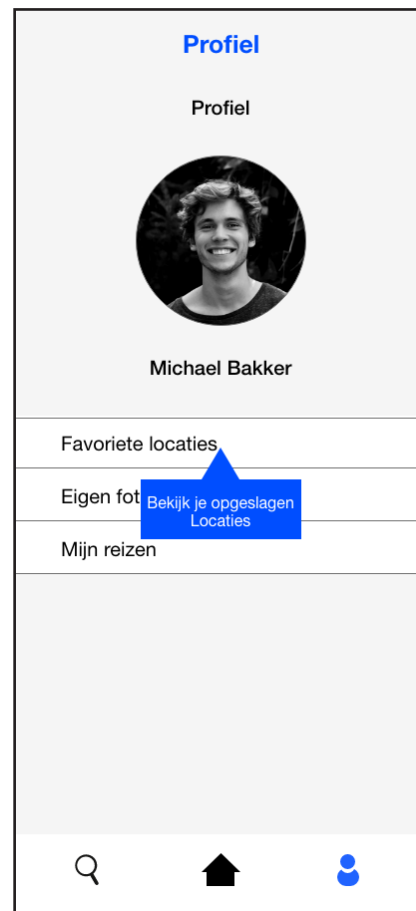 Profiel
Profiel
Michael Bakker
Favoriete locaties
Eigen fot
Bekijk je opgeslagen
Locaties
Mijn reizen